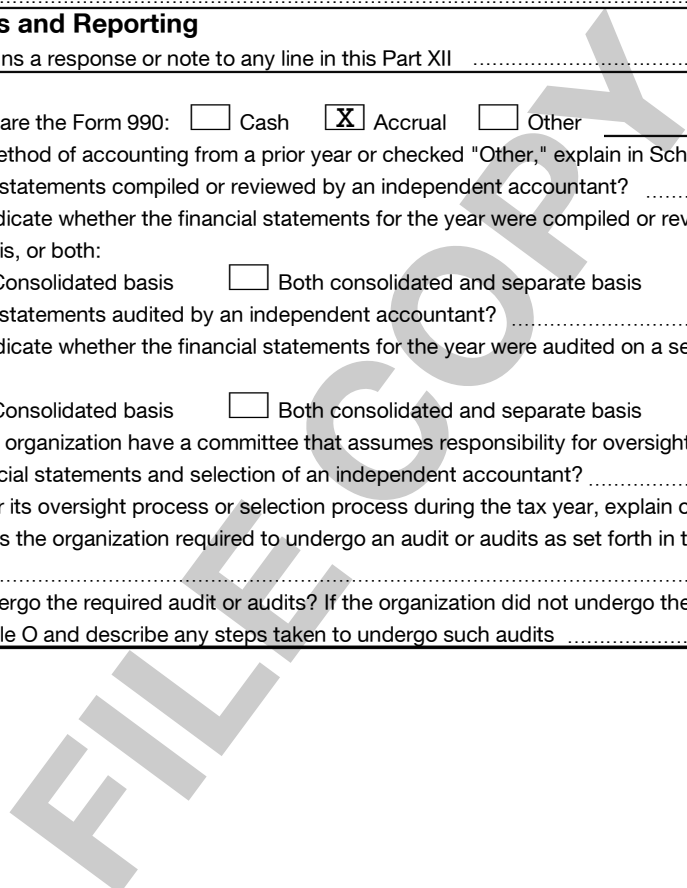 s and Reporting
ns a response or note to any line in this Part XII
are the Form 990: Cash X Accrual Other
ethod of accounting from a prior year or checked "Other," explain in Sch
statements compiled or reviewed by an independent accountant?
dicate whether the financial statements for the year were compiled or rev
is, or both:
Consolidated basis Both consolidated and separate basis
statements audited by an independent accountant?
dicate whether the financial statements for the year were audited on a se
Consolidated basis Both consolidated and separate basis
organization have a committee that assumes responsibility for oversight
cial statements and selection of an independent accountant?
r its oversight process or selection process during the tax year, explain o
s the organization required to undergo an audit or audits as set forth in t
ergo the required audit or audits? If the organization did not undergo the
le O and describe any steps taken to undergo such audits
FILE COPY